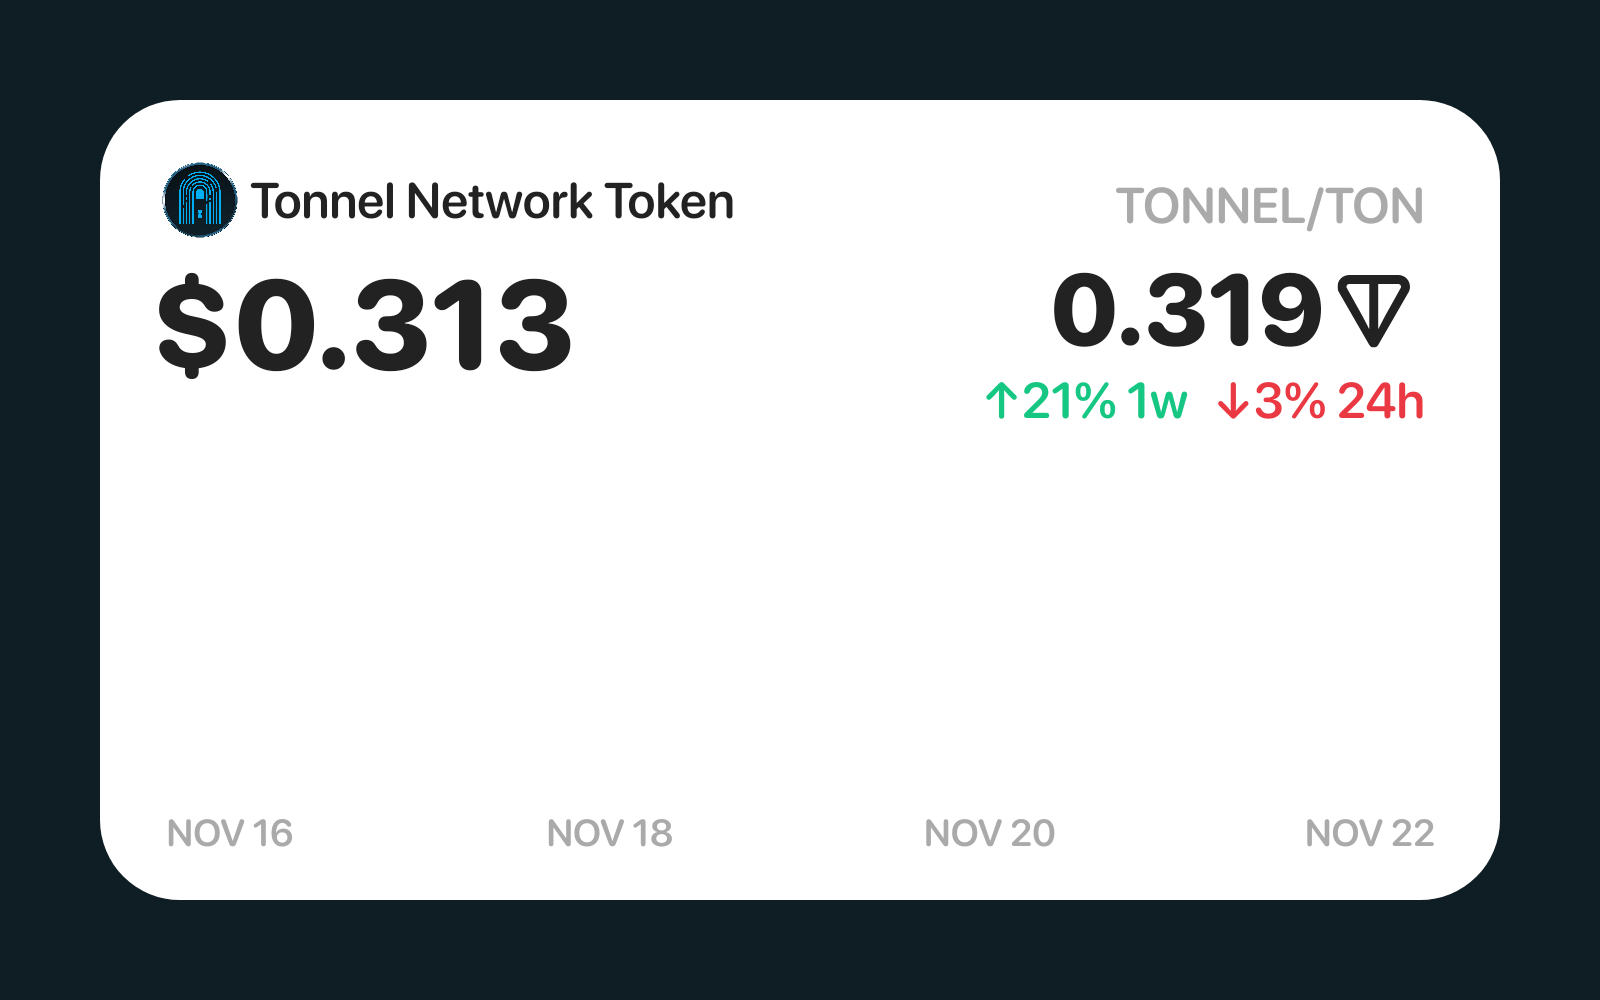 Tonnel Network Token
TONNEL/TON
$0.313
0.319
↑21% 1w ↓3% 24h
NOV 16 NOV 18 NOV 20 NOV 22